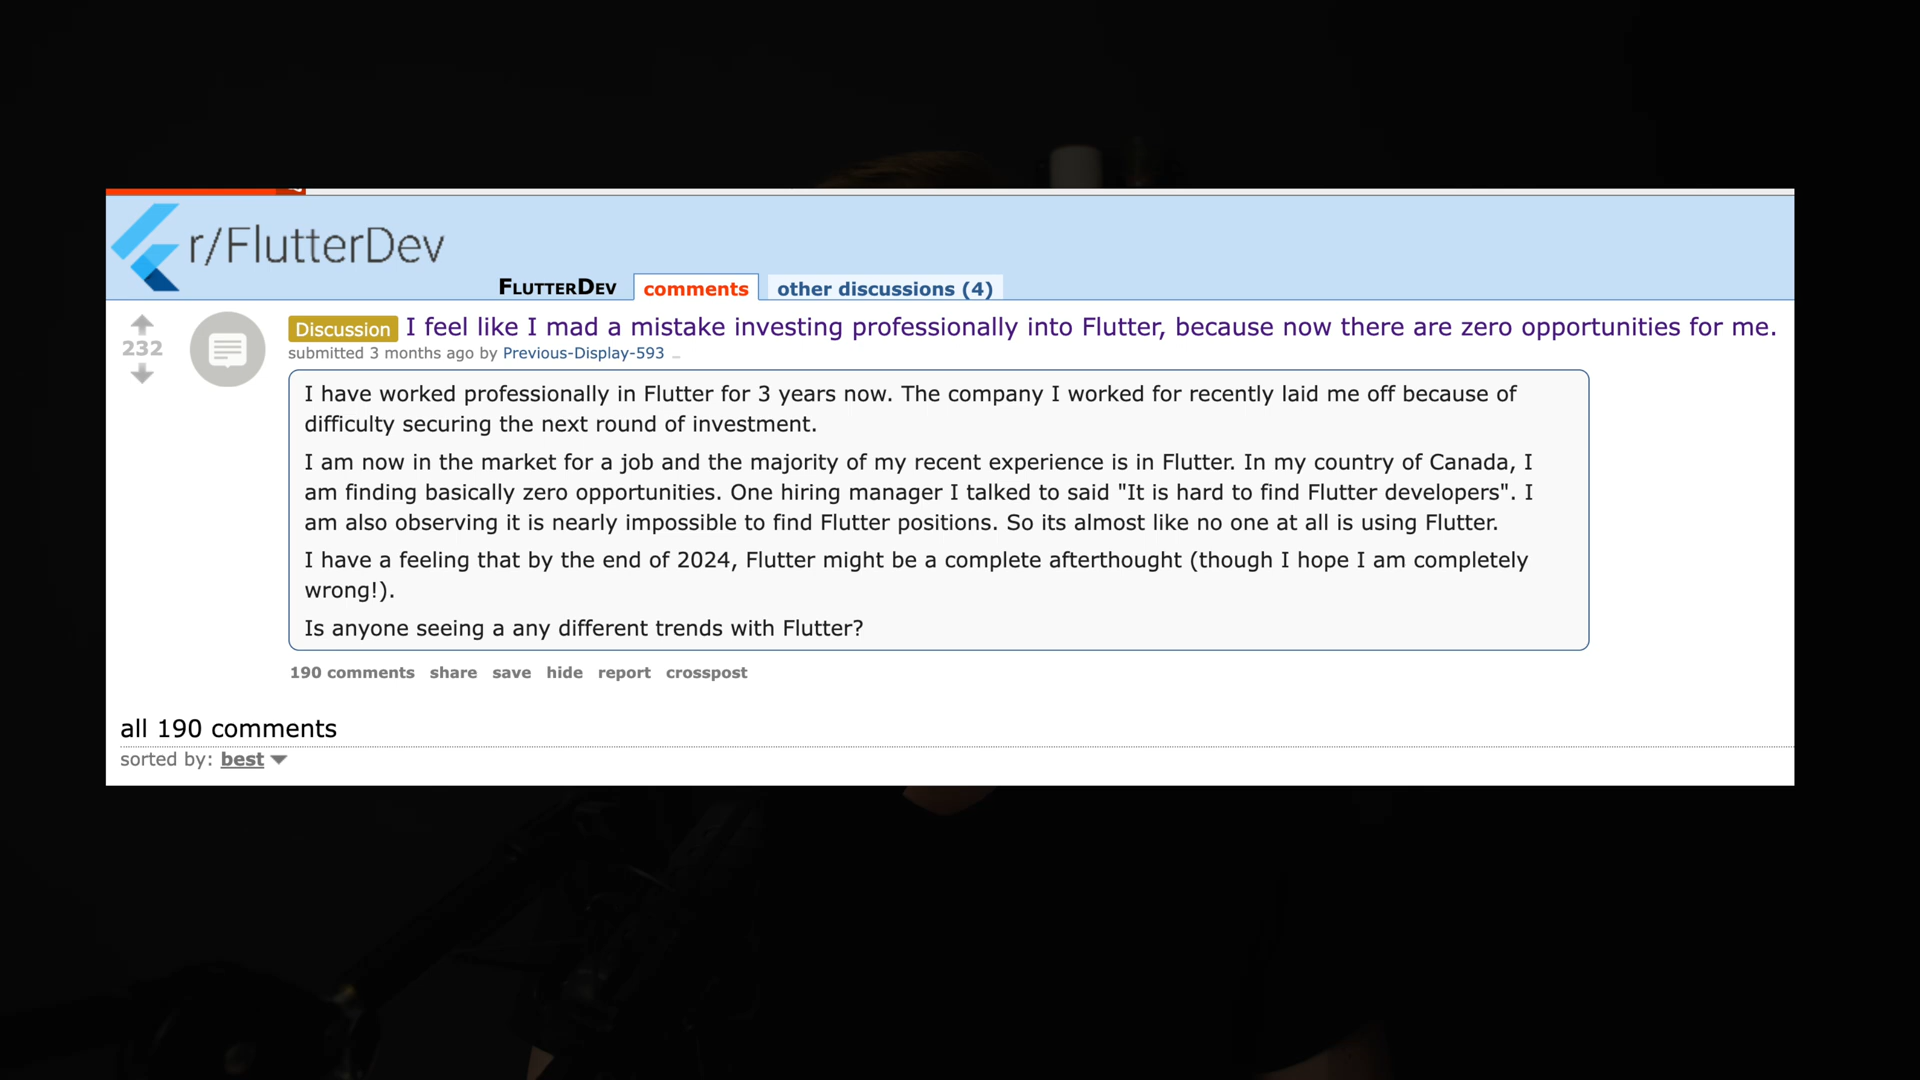 r/FlutterDev
FLUTTERDEV comments other discussions (4)
232
Discussion I feel like I mad a mistake investing professionally into Flutter, because now there are zero opportunities for me.
submitted 3 months ago by Previous-Display-593
I have worked professionally in Flutter for 3 years now. The company I worked for recently laid me off because of
difficulty securing the next round of investment.
I am now in the market for a job and the majority of my recent experience is in Flutter. In my country of Canada, I
am finding basically zero opportunities. One hiring manager I talked to said "It is hard to find Flutter developers". I
am also observing it is nearly impossible to find Flutter positions. So its almost like no one at all is using Flutter.
I have a feeling that by the end of 2024, Flutter might be a complete afterthought (though I hope I am completely
wrong!).
Is anyone seeing a any different trends with Flutter?
190 comments share save hide report crosspost
all 190 comments
sorted by: best